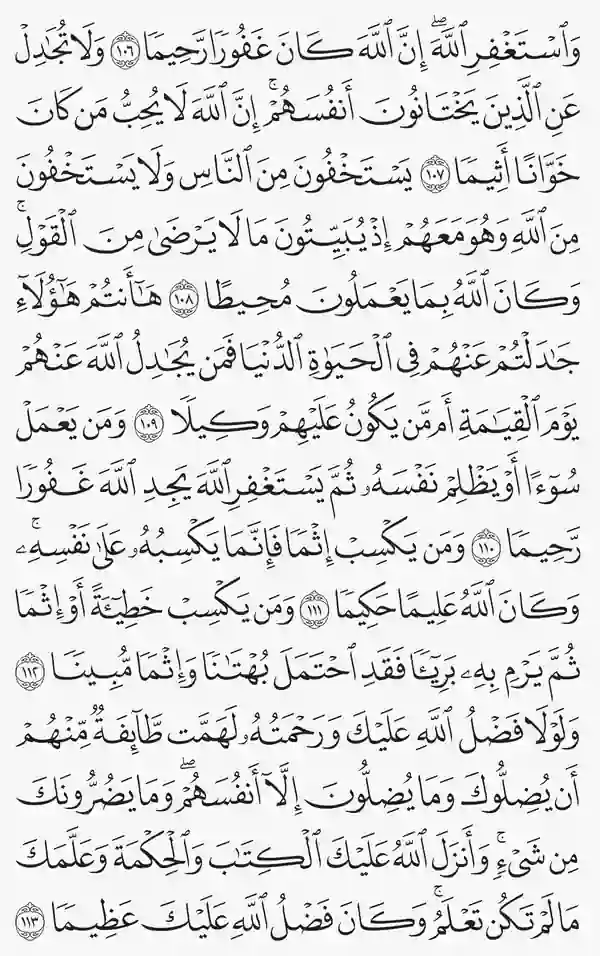 وَٱسۡتَغۡفِرِ ٱللَّهَۖ إِنَّ ٱللَّهَ كَانَ غَفُورٗا رَّحِيمٗا ١٠٦ وَلَا تُجَٰدِلۡ
عَنِ ٱلَّذِينَ يَخۡتَانُونَ أَنفُسَهُمۡۚ إِنَّ ٱللَّهَ لَا يُحِبُّ مَن كَانَ
خَوَّانًا أَثِيمٗا ١٠٧ يَسۡتَخۡفُونَ مِنَ ٱلنَّاسِ وَلَا يَسۡتَخۡفُونَ
مِنَ ٱللَّهِ وَهُوَ مَعَهُمۡ إِذۡ يُبَيِّتُونَ مَا لَا يَرۡضَىٰ مِنَ ٱلۡقَوۡلِۚ
وَكَانَ ٱللَّهُ بِمَا يَعۡمَلُونَ مُحِيطًا ١٠٨ هَٰٓأَنتُمۡ هَٰٓؤُلَآءِ
جَٰدَلۡتُمۡ عَنۡهُمۡ فِي ٱلۡحَيَوٰةِ ٱلدُّنۡيَا فَمَن يُجَٰدِلُ ٱللَّهَ عَنۡهُمۡ
يَوۡمَ ٱلۡقِيَٰمَةِ أَم مَّن يَكُونُ عَلَيۡهِمۡ وَكِيلٗا ١٠٩ وَمَن يَعۡمَلۡ
سُوٓءًا أَوۡ يَظۡلِمۡ نَفۡسَهُۥ ثُمَّ يَسۡتَغۡفِرِ ٱللَّهَ يَجِدِ ٱللَّهَ غَفُورٗا
رَّحِيمٗا ١١٠ وَمَن يَكۡسِبۡ إِثۡمٗا فَإِنَّمَا يَكۡسِبُهُۥ عَلَىٰ نَفۡسِهِۦۚ
وَكَانَ ٱللَّهُ عَلِيمًا حَكِيمٗا ١١١ وَمَن يَكۡسِبۡ خَطِيٓـَٔةً أَوۡ إِثۡمٗا
ثُمَّ يَرۡمِ بِهِۦ بَرِيٓـٔٗا فَقَدِ ٱحۡتَمَلَ بُهۡتَٰنٗا وَإِثۡمٗا مُّبِينٗا ١١٢
وَلَوۡلَا فَضۡلُ ٱللَّهِ عَلَيۡكَ وَرَحۡمَتُهُۥ لَهَمَّت طَّآئِفَةٞ مِّنۡهُمۡ
أَن يُضِلُّوكَ وَمَا يُضِلُّونَ إِلَّآ أَنفُسَهُمۡۖ وَمَا يَضُرُّونَكَ
مِن شَيۡءٖۚ وَأَنزَلَ ٱللَّهُ عَلَيۡكَ ٱلۡكِتَٰبَ وَٱلۡحِكۡمَةَ وَعَلَّمَكَ
مَا لَمۡ تَكُن تَعۡلَمُۚ وَكَانَ فَضۡلُ ٱللَّهِ عَلَيۡكَ عَظِيمٗا ١١٣